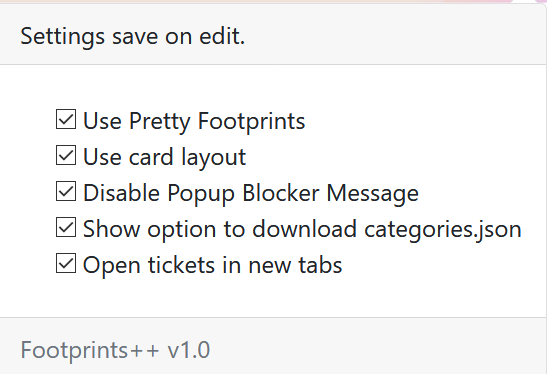 Settings save on edit.
Use Pretty Footprints
Use card layout
Disable Popup Blocker Message
Show option to download categories.json
Open tickets in new tabs
Footprints++ v1.0